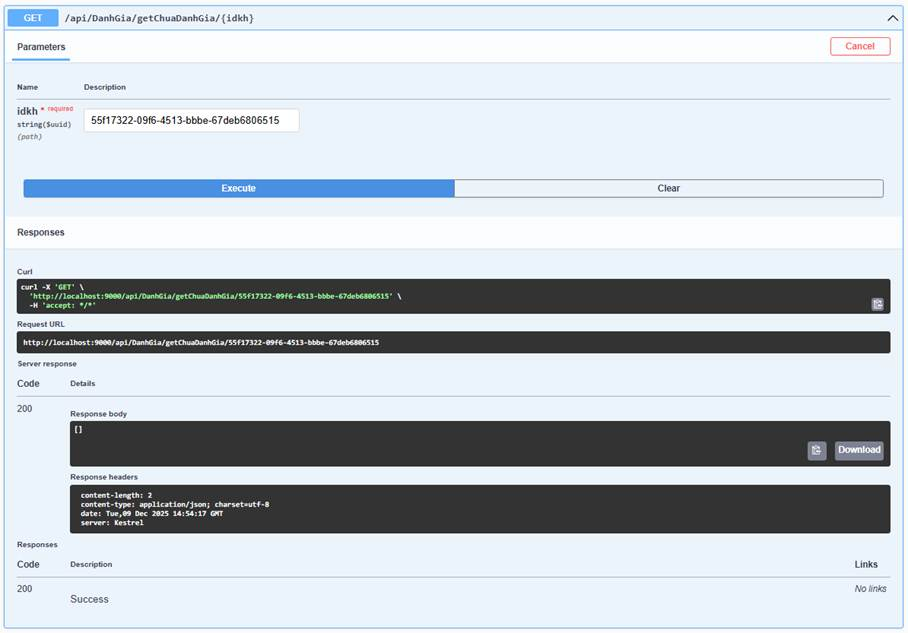 GET /api/DanhGia/getChuaDanhGia/{idkh}
Parameters
Cancel
Name Description
idkh * required
string($uuid)
(path)
55f17322-09f6-4513-bbbe-67deb6806515
Execute Clear
Responses
Curl
curl -X 'GET' \
'http://localhost:9000/api/DanhGia/getChuaDanhGia/55f17322-09f6-4513-bbbe-67deb6806515' \
-H 'accept: */*'
Request URL
http://localhost:9000/api/DanhGia/getChuaDanhGia/55f17322-09f6-4513-bbbe-67deb6806515
Server response
Code Details
200
Response body
[]
Download
Response headers
content-length: 2
content-type: application/json; charset=utf-8
date: Tue,09 Dec 2025 14:54:17 GMT
server: Kestrel
Responses
Code Description Links
200 No links
Success